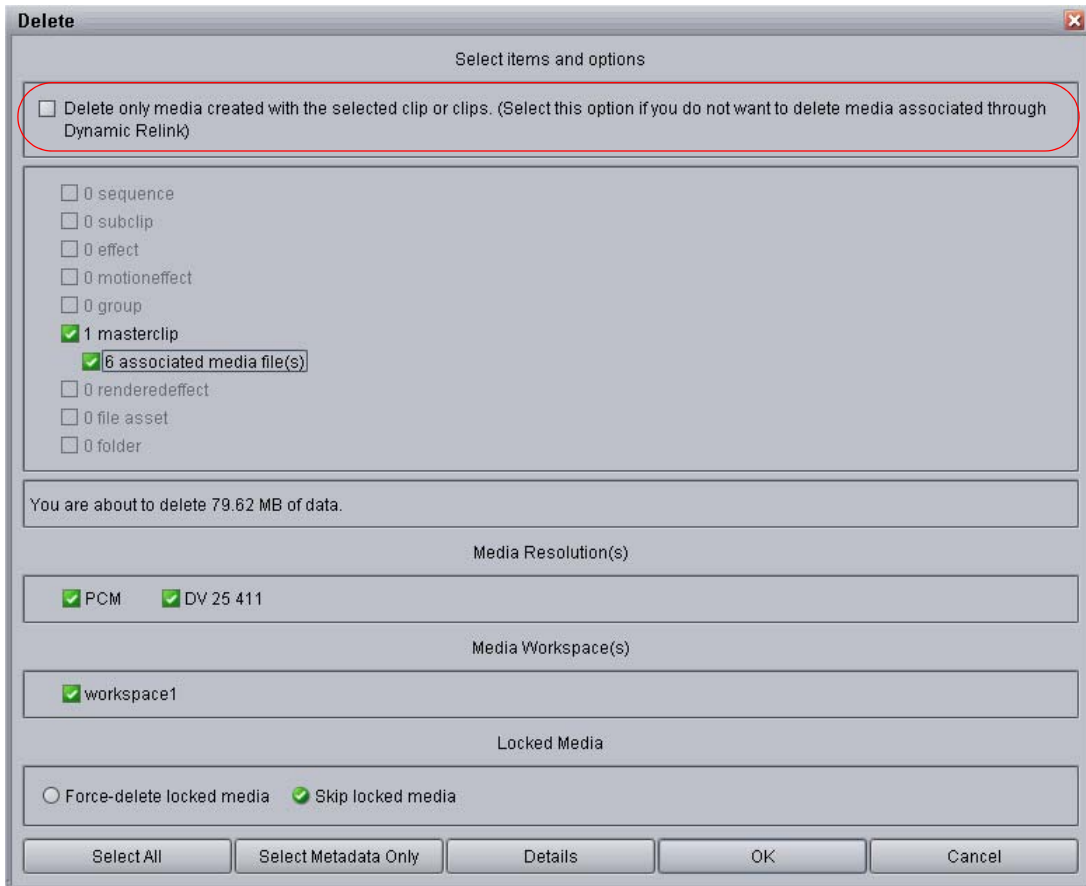 Delete
Select items and options
Delete only media created with the selected clip or clips. (Select this option if you do not want to delete media associated through
Dynamic Relink)
0 sequence
0 subclip
0 effect
0 motioneffect
0 group
1 masterclip
6 associated media file(s)
0 renderedeffect
0 file asset
0 folder
You are about to delete 79.62 MB of data.
Media Resolution(s)
PCM DV 25 411
Media Workspace(s)
workspace1
Locked Media
Force-delete locked media Skip locked media
Select All Select Metadata Only Details OK Cancel